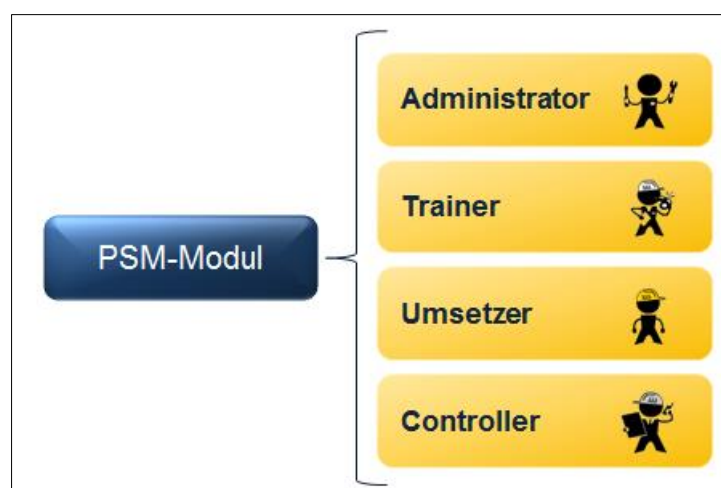 PSM-Modul
Administrator
Trainer
Umsetzer
Controller